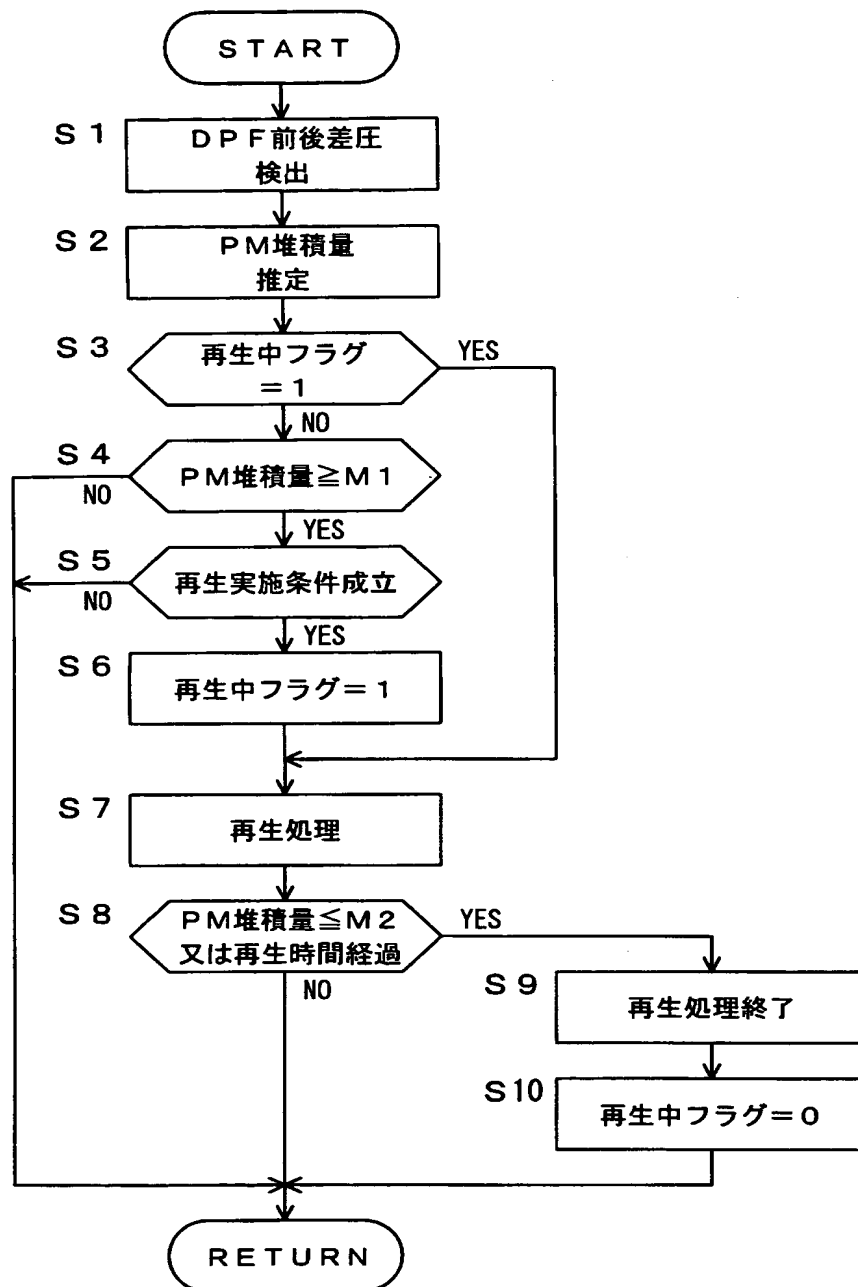 START
S1
DPF前後差圧
検出
S2
PM堆積量
推定
S3
再生中フラグ
=1
YES
NO
S4
PM堆積量≧M1
NO
YES
S5
再生実施条件成立
NO
YES
S6
再生中フラグ=1
S7
再生処理
S8
PM堆積量≦M2
又は再生時間経過
YES
NO
S9
再生処理終了
S10
再生中フラグ=0
RETURN